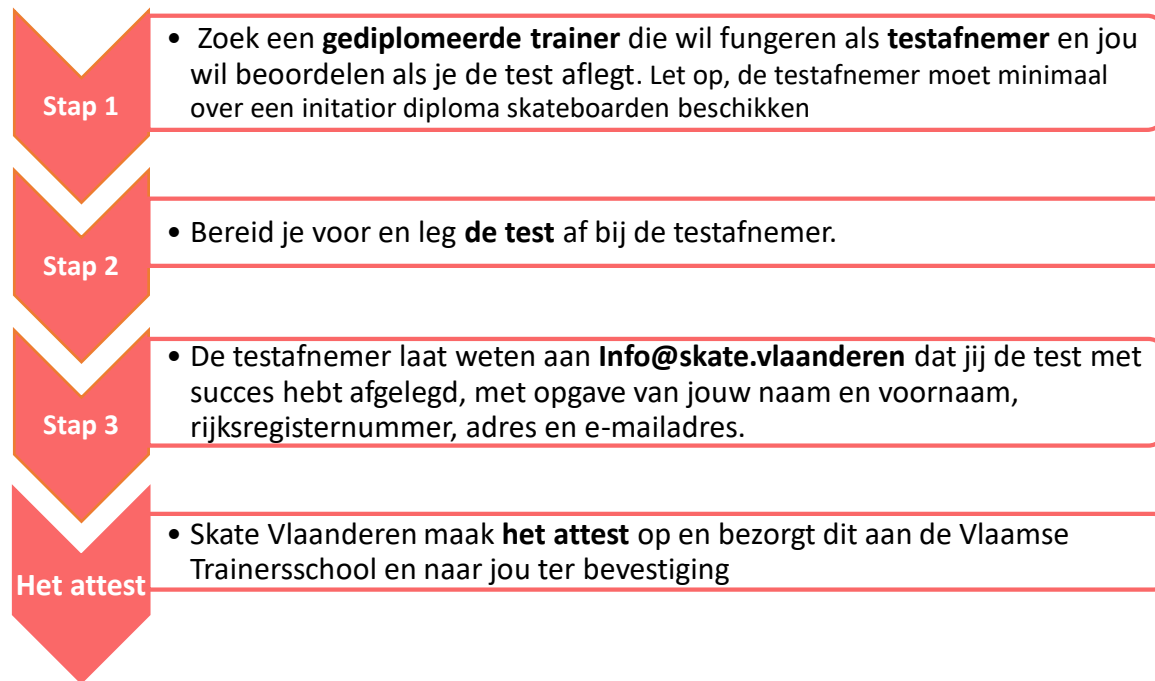 Stap 1
• Zoek een gediplomeerde trainer die wil fungeren als testafnemer en jou
wil beoordelen als je de test aflegt. Let op, de testafnemer moet minimaal
over een initatior diploma skateboarden beschikken
Stap 2
• Bereid je voor en leg de test af bij de testafnemer.
Stap 3
• De testafnemer laat weten aan Info@skate.vlaanderen dat jij de test met
succes hebt afgelegd, met opgave van jouw naam en voornaam,
rijksregisternummer, adres en e-mailadres.
Het attest
• Skate Vlaanderen maak het attest op en bezorgt dit aan de Vlaamse
Trainersschool en naar jou ter bevestiging